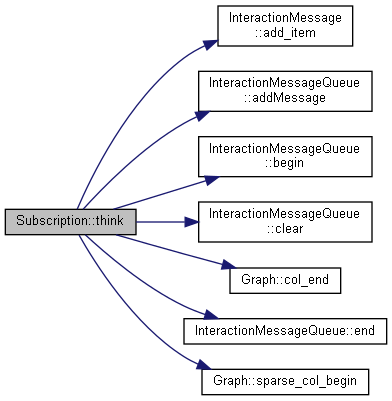 InteractionMessage
::add_item
InteractionMessageQueue
::addMessage
InteractionMessageQueue
::begin
Subscription::think
InteractionMessageQueue
::clear
Graph::col_end
InteractionMessageQueue::end
Graph::sparse_col_begin